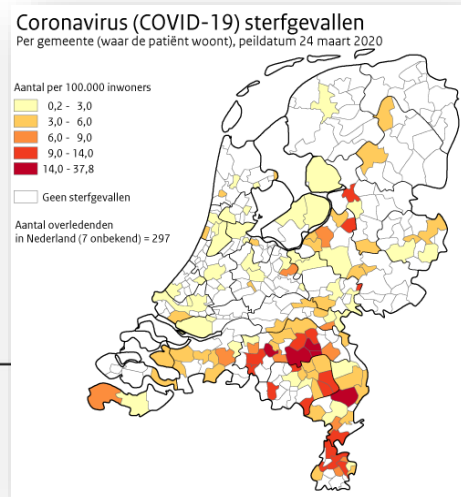 Coronavirus (COVID-19) sterfgevallen
Per gemeente (waar de patiënt woont), peildatum 24 maart 2020
Aantal per 100.000 inwoners
0,2 - 3,0
3,0 - 6,0
6,0 - 9,0
9,0 - 14,0
14,0 - 37,8
Geen sterfgevallen
Aantal overledenden
in Nederland (7 onbekend) = 297